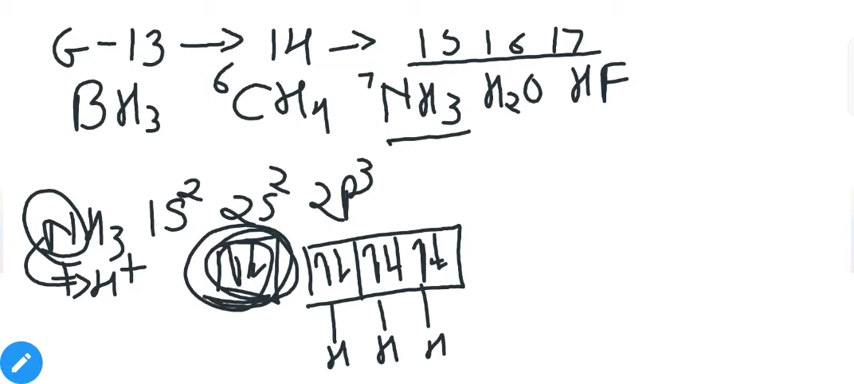 G-13 → 14 → 15 16 17
BH₃ ⁶CH₄ ⁷NH₃ H₂O HF
NH₃ 1S² 2S² 2P³
→H⁺
H H H